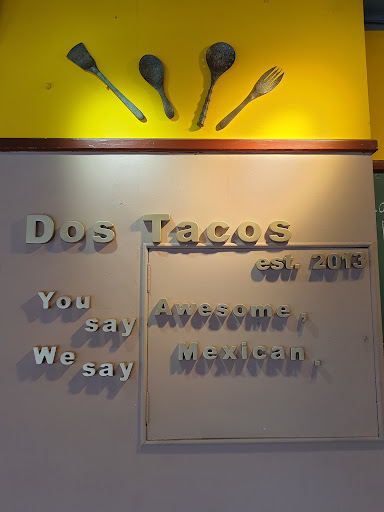 Dos Tacos
est. 2013
You say Awesome,
We say Mexican,